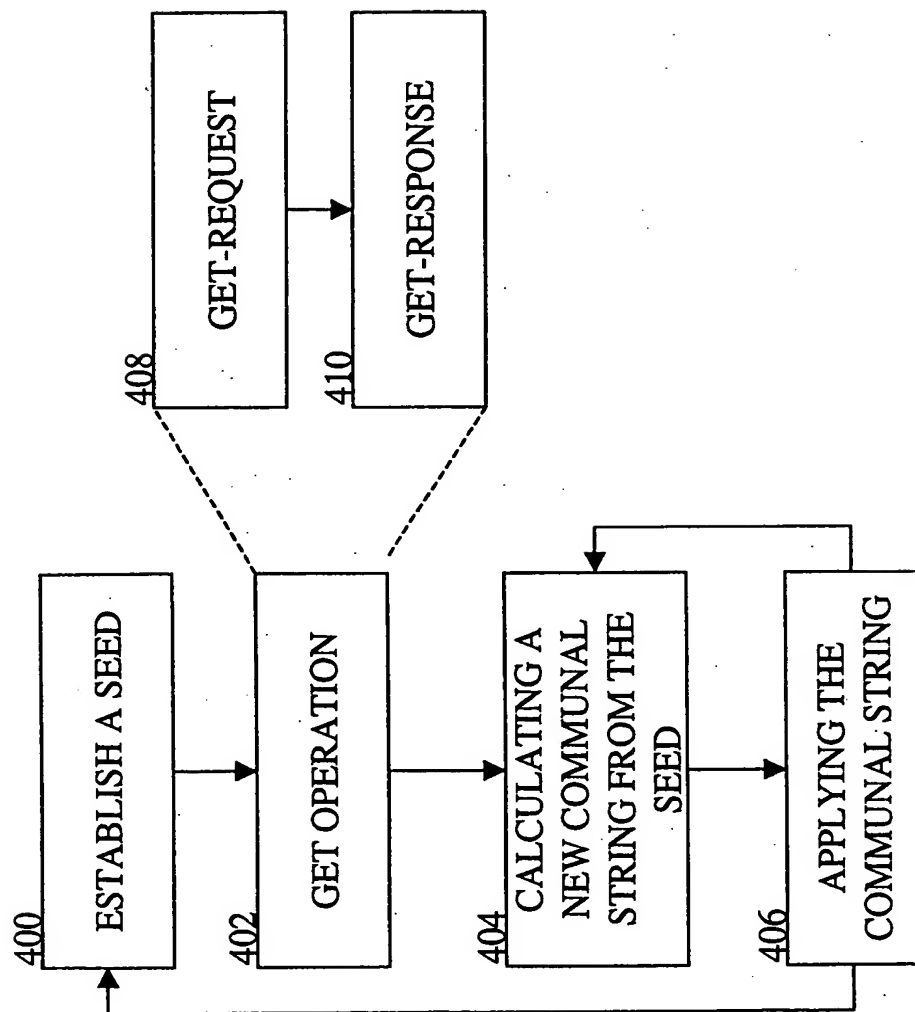 400
ESTABLISH A SEED
402
GET OPERATION
404
CALCULATING A
NEW COMMUNAL
STRING FROM THE
SEED
406
APPLYING THE
COMMUNAL STRING
408
GET-REQUEST
410
GET-RESPONSE